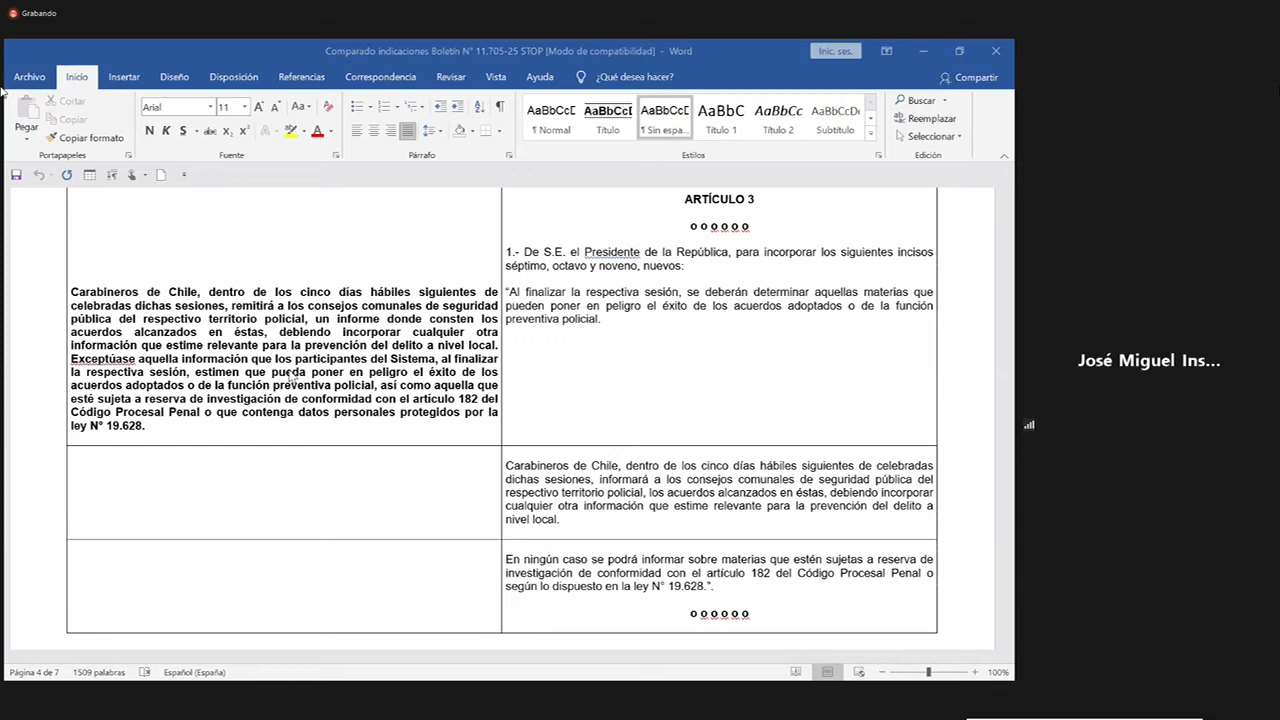 Grabando
Comparado indicaciones Boletín N° 11.705-25 STOP [Modo de compatibilidad] - Word
Inic. ses.
Archivo Inicio Insertar Diseño Disposición Referencias Correspondencia Revisar Vista Ayuda ¿Qué desea hacer? Compartir
Pegar
Cortar
Copiar
Copiar formato
Portapapeles
Arial 11
Aa
N K S abc x₂ x² A A
Fuente
Párrafo
AaBbCcD AaBbCcD AaBbCcD AaBbC AaBbCc AaBbCcDc
¶ Normal Título ¶ Sin espa... Título 1 Título 2 Subtítulo
Estilos
Buscar
Reemplazar
Seleccionar
Edición
Carabineros de Chile, dentro de los cinco días hábiles siguientes de
celebradas dichas sesiones, remitirá a los consejos comunales de seguridad
pública del respectivo territorio policial, un informe donde consten los
acuerdos alcanzados en éstas, debiendo incorporar cualquier otra
información que estime relevante para la prevención del delito a nivel local.
Exceptúase aquella información que los participantes del Sistema, al finalizar
la respectiva sesión, estimen que pueda poner en peligro el éxito de los
acuerdos adoptados o de la función preventiva policial, así como aquella que
esté sujeta a reserva de investigación de conformidad con el artículo 182 del
Código Procesal Penal o que contenga datos personales protegidos por la
ley N° 19.628.
ARTÍCULO 3
o o o o o o
1.- De S.E. el Presidente de la República, para incorporar los siguientes incisos
séptimo, octavo y noveno, nuevos:
“Al finalizar la respectiva sesión, se deberán determinar aquellas materias que
pueden poner en peligro el éxito de los acuerdos adoptados o de la función
preventiva policial.
Carabineros de Chile, dentro de los cinco días hábiles siguientes de celebradas
dichas sesiones, informará a los consejos comunales de seguridad pública del
respectivo territorio policial, los acuerdos alcanzados en éstas, debiendo incorporar
cualquier otra información que estime relevante para la prevención del delito a
nivel local.
En ningún caso se podrá informar sobre materias que estén sujetas a reserva de
investigación de conformidad con el artículo 182 del Código Procesal Penal o
según lo dispuesto en la ley N° 19.628.”.
o o o o o o
José Miguel Ins...
Página 4 de 7 1509 palabras Español (España) 100%